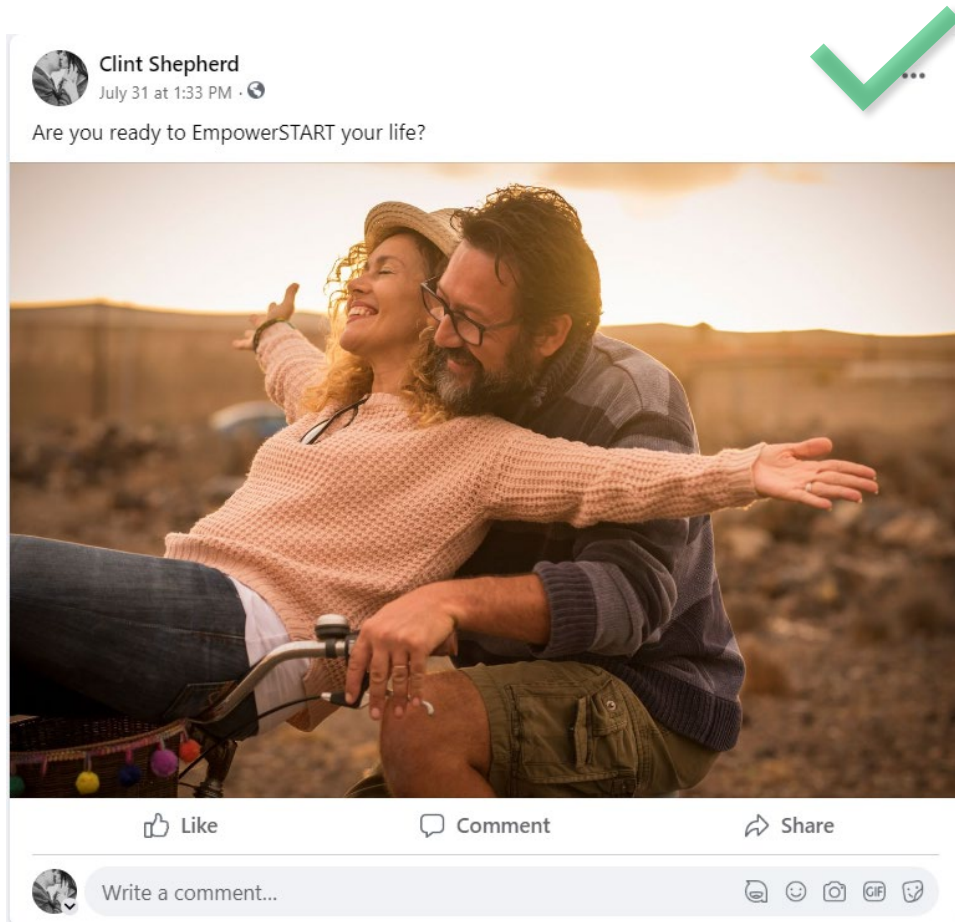 Clint Shepherd
July 31 at 1:33 PM ·
Are you ready to EmpowerSTART your life?
Like Comment Share
Write a comment...
GIF